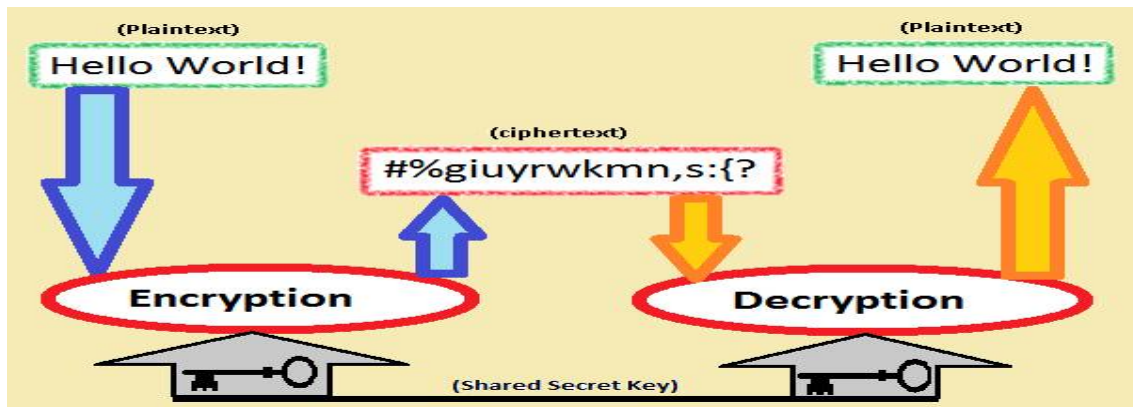 (Plaintext)
Hello World!
(Plaintext)
Hello World!
(ciphertext)
#%giuyrwkmn,s:{?
Encryption
Decryption
(Shared Secret Key)